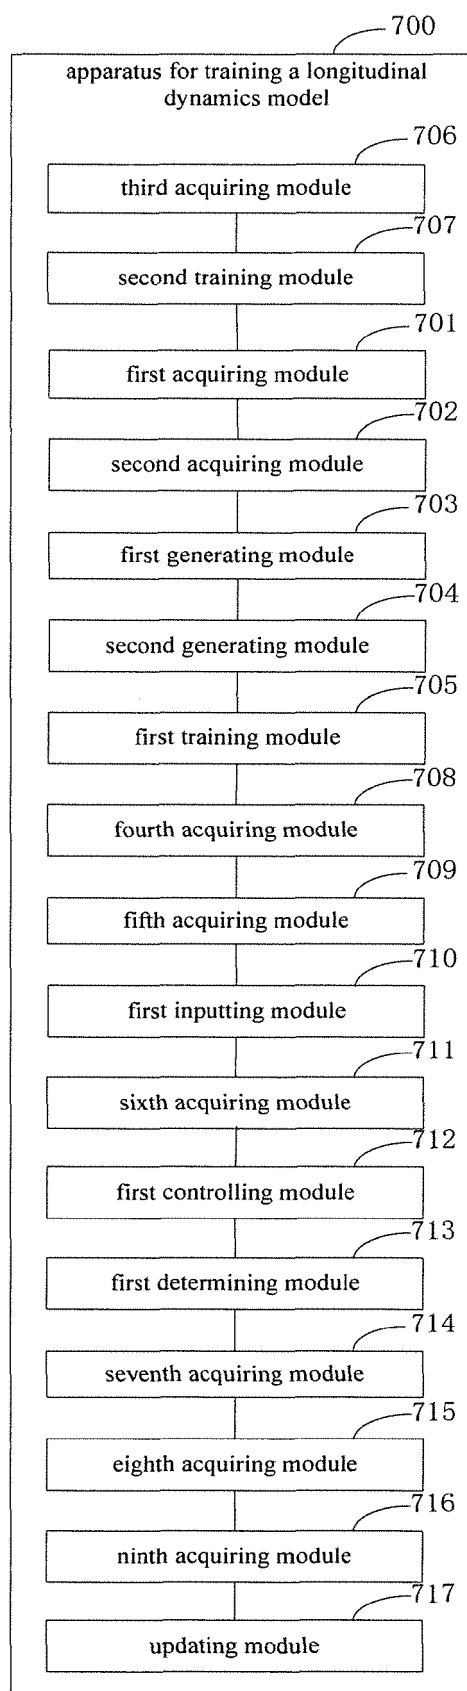 700
apparatus for training a longitudinal
dynamics model
706
third acquiring module
707
second training module
701
first acquiring module
702
second acquiring module
703
first generating module
704
second generating module
705
first training module
708
fourth acquiring module
709
fifth acquiring module
710
first inputting module
711
sixth acquiring module
712
first controlling module
713
first determining module
714
seventh acquiring module
715
eighth acquiring module
716
ninth acquiring module
717
updating module